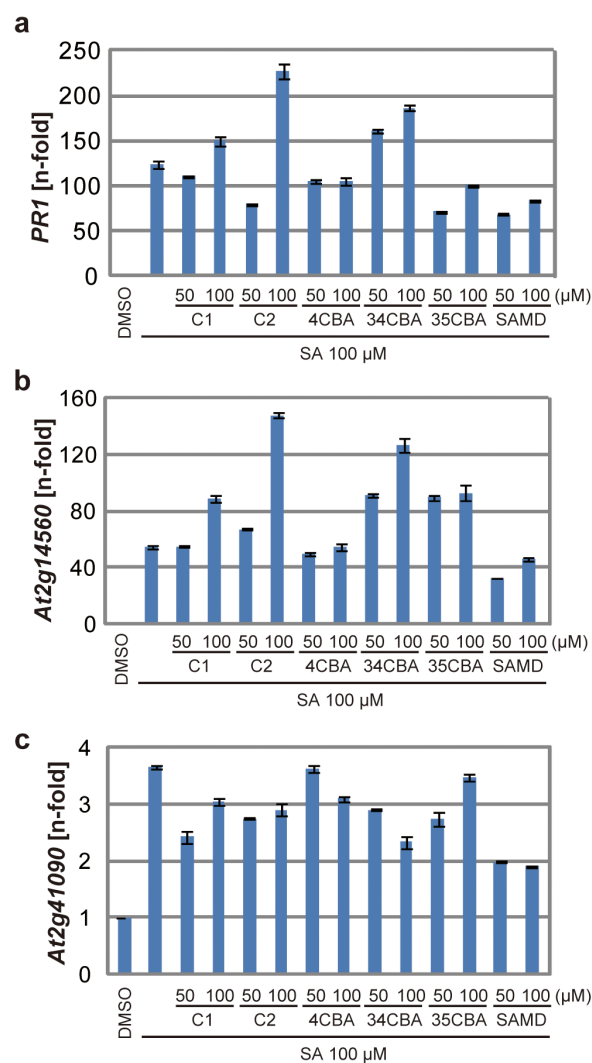 a
PR1 [n-fold]
250
200
150
100
50
0
50 100 50 100 50 100 50 100 50 100 50 100 (μM)
DMSO
C1 C2 4CBA 34CBA 35CBA SAMD
SA 100 μM
b
At2g14560 [n-fold]
160
120
80
40
0
50 100 50 100 50 100 50 100 50 100 50 100 (μM)
DMSO
C1 C2 4CBA 34CBA 35CBA SAMD
SA 100 μM
c
At2g41090 [n-fold]
4
3
2
1
0
50 100 50 100 50 100 50 100 50 100 50 100 (μM)
DMSO
C1 C2 4CBA 34CBA 35CBA SAMD
SA 100 μM